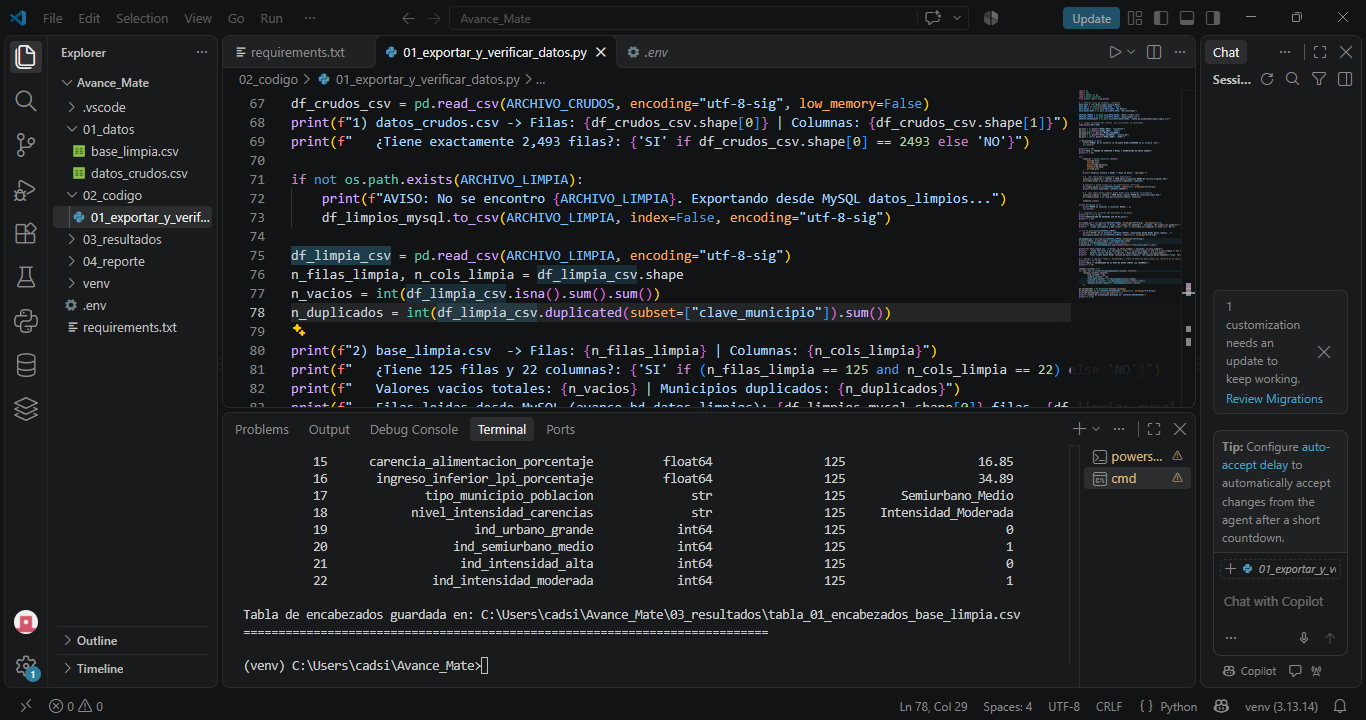 File Edit Selection View Go Run ···
Avance_Mate
Update
Explorer
Avance_Mate
.vscode
01_datos
base_limpia.csv
datos_crudos.csv
02_codigo
01_exportar_y_verif...
03_resultados
04_reporte
venv
.env
requirements.txt
Outline
Timeline
requirements.txt
01_exportar_y_verificar_datos.py
.env
02_codigo > 01_exportar_y_verificar_datos.py > ...
67 df_crudos_csv = pd.read_csv(ARCHIVO_CRUDOS, encoding="utf-8-sig", low_memory=False)
68 print(f"1) datos_crudos.csv -> Filas: {df_crudos_csv.shape[0]} | Columnas: {df_crudos_csv.shape[1]}")
69 print(f"   ¿Tiene exactamente 2,493 filas?: {'SI' if df_crudos_csv.shape[0] == 2493 else 'NO'}")
70
71 if not os.path.exists(ARCHIVO_LIMPIA):
72     print(f"AVISO: No se encontro {ARCHIVO_LIMPIA}. Exportando desde MySQL datos_limpios...")
73     df_limpios_mysql.to_csv(ARCHIVO_LIMPIA, index=False, encoding="utf-8-sig")
74
75 df_limpia_csv = pd.read_csv(ARCHIVO_LIMPIA, encoding="utf-8-sig")
76 n_filas_limpia, n_cols_limpia = df_limpia_csv.shape
77 n_vacios = int(df_limpia_csv.isna().sum().sum())
78 n_duplicados = int(df_limpia_csv.duplicated(subset=["clave_municipio"]).sum())
79
80 print(f"2) base_limpia.csv  -> Filas: {n_filas_limpia} | Columnas: {n_cols_limpia}")
81 print(f"   ¿Tiene 125 filas y 22 columnas?: {'SI' if (n_filas_limpia == 125 and n_cols_limpia == 22) else 'NO'}")
82 print(f"   Valores vacios totales: {n_vacios} | Municipios duplicados: {n_duplicados}")
Problems Output Debug Console Terminal Ports
15 carencia_alimentacion_porcentaje float64 125 16.85
16 ingreso_inferior_lpi_porcentaje float64 125 34.89
17 tipo_municipio_poblacion str 125 Semiurbano_Medio
18 nivel_intensidad_carencias str 125 Intensidad_Moderada
19 ind_urbano_grande int64 125 0
20 ind_semiurbano_medio int64 125 1
21 ind_intensidad_alta int64 125 0
22 ind_intensidad_moderada int64 125 1
Tabla de encabezados guardada en: C:\Users\cadsi\Avance_Mate\03_resultados\tabla_01_encabezados_base_limpia.csv
===========================================================================
(venv) C:\Users\cadsi\Avance_Mate>
powers...
cmd
Chat
Sessi...
1
customization
needs an
update to
keep working.
Review Migrations
Tip: Configure auto-
accept delay to
automatically accept
changes from the
agent after a short
countdown.
01_exportar_y_v
Chat with Copilot
Copilot
1
0 0
Ln 78, Col 29 Spaces: 4 UTF-8 CRLF { } Python venv (3.13.14)